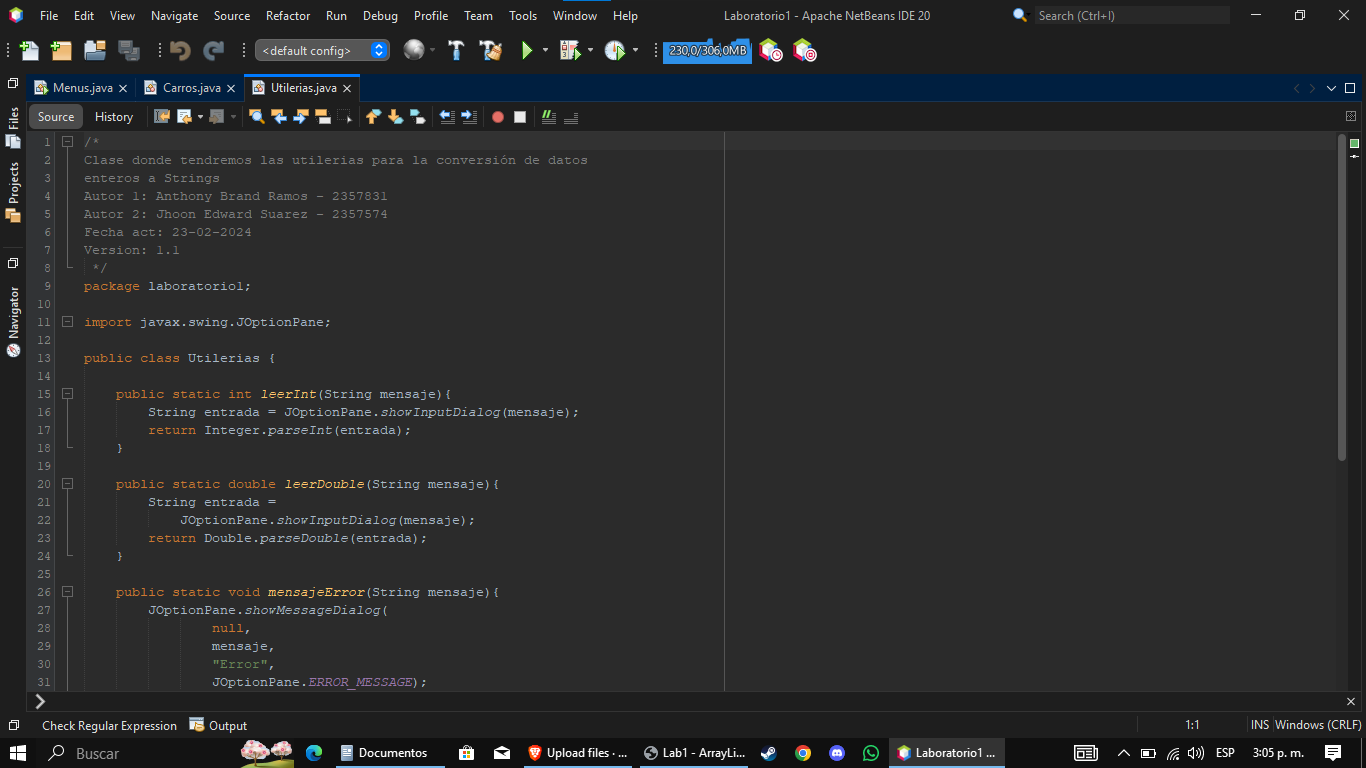 File Edit View Navigate Source Refactor Run Debug Profile Team Tools Window Help Laboratorio1 - Apache NetBeans IDE 20 Search (Ctrl+I)
<default config> 230,0/306,0MB
Menus.java Carros.java Utilerias.java
Source History
Files
Projects
Navigator
1 /*
2 Clase donde tendremos las utilerias para la conversión de datos
3 enteros a Strings
4 Autor 1: Anthony Brand Ramos - 2357831
5 Autor 2: Jhoon Edward Suarez - 2357574
6 Fecha act: 23-02-2024
7 Version: 1.1
8 */
9 package laboratorio1;
10
11 import javax.swing.JOptionPane;
12
13 public class Utilerias {
14
15 public static int leerInt(String mensaje){
16 String entrada = JOptionPane.showInputDialog(mensaje);
17 return Integer.parseInt(entrada);
18 }
19
20 public static double leerDouble(String mensaje){
21 String entrada =
22 JOptionPane.showInputDialog(mensaje);
23 return Double.parseDouble(entrada);
24 }
25
26 public static void mensajeError(String mensaje){
27 JOptionPane.showMessageDialog(
28 null,
29 mensaje,
30 "Error",
31 JOptionPane.ERROR_MESSAGE);
Check Regular Expression Output 1:1 INS Windows (CRLF)
Buscar Documentos Upload files · ... Lab1 - ArrayLi... Laboratorio1 ... ESP 3:05 p. m.